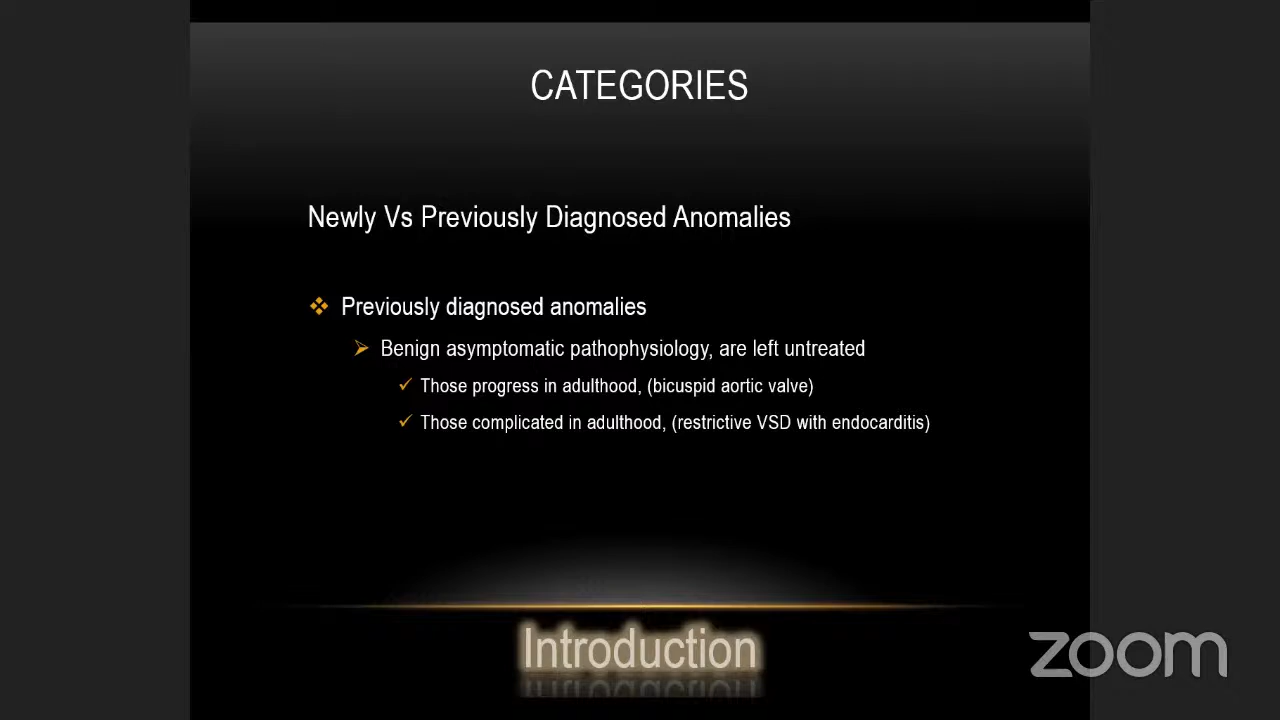 CATEGORIES
Newly Vs Previously Diagnosed Anomalies
Previously diagnosed anomalies
Benign asymptomatic pathophysiology, are left untreated
Those progress in adulthood, (bicuspid aortic valve)
Those complicated in adulthood, (restrictive VSD with endocarditis)
Introduction
zoom